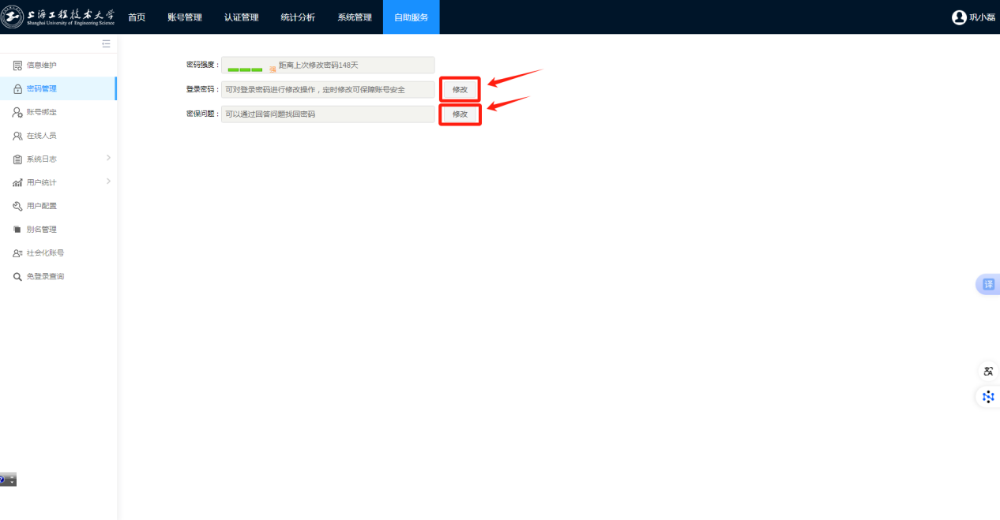 上海工程技术大学
Shanghai University of Engineering Science
首页 账号管理 认证管理 统计分析 系统管理 自助服务 巩小磊
信息维护
密码管理
账号绑定
在线人员
系统日志
用户统计
用户配置
别名管理
社会化账号
免登录查询
密码强度： 强 距离上次修改密码148天
登录密码： 可对登录密码进行修改操作，定时修改可保障账号安全 修改
密保问题： 可以通过回答问题找回密码 修改
译